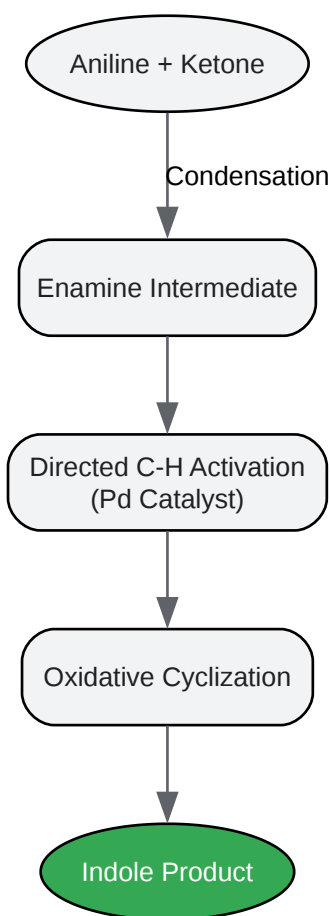 Aniline + Ketone
Condensation
Enamine Intermediate
Directed C-H Activation
(Pd Catalyst)
Oxidative Cyclization
Indole Product